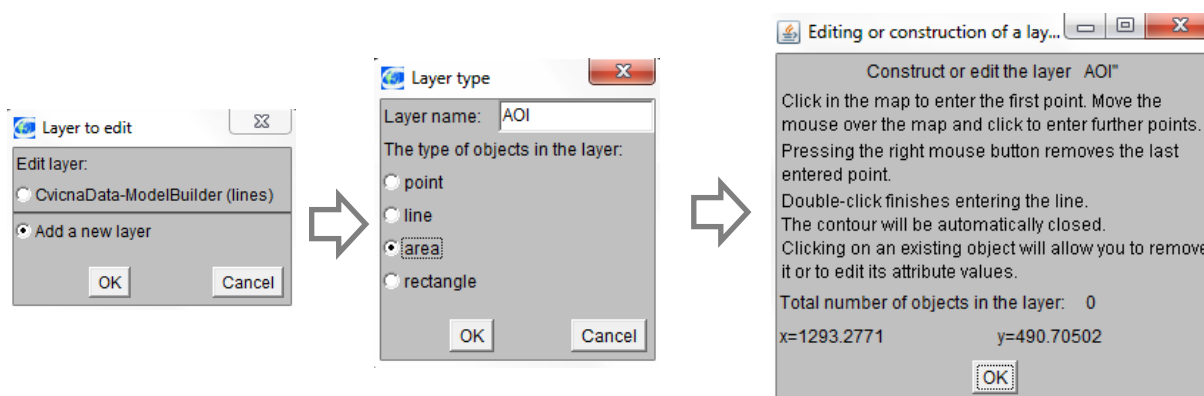 Layer to edit
Edit layer:
CvicnaData-ModelBuilder (lines)
Add a new layer
OK Cancel
Layer type
Layer name: AOI
The type of objects in the layer:
point
line
area
rectangle
OK Cancel
Editing or construction of a lay...
Construct or edit the layer AOI"
Click in the map to enter the first point. Move the
mouse over the map and click to enter further points.
Pressing the right mouse button removes the last
entered point.
Double-click finishes entering the line.
The contour will be automatically closed.
Clicking on an existing object will allow you to remove
it or to edit its attribute values.
Total number of objects in the layer: 0
x=1293.2771 y=490.70502
OK